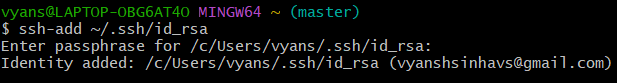 vyans@LAPTOP-OBG6AT4O MINGW64 ~ (master)
$ ssh-add ~/.ssh/id_rsa
Enter passphrase for /c/Users/vyans/.ssh/id_rsa:
Identity added: /c/Users/vyans/.ssh/id_rsa (vyanshsinhavs@gmail.com)